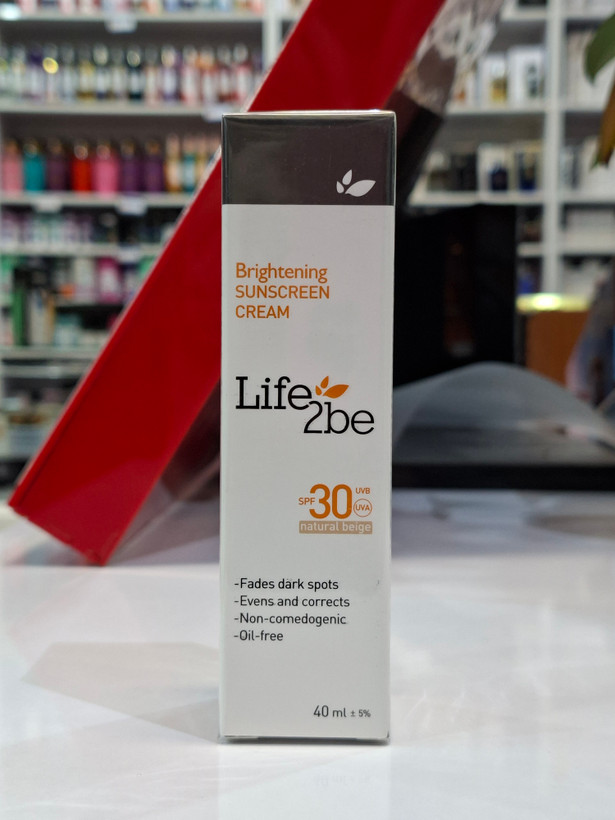 Brightening
SUNSCREEN
CREAM
Life2be
SPF 30 UVB UVA
natural beige
-Fades dark spots
-Evens and corrects
-Non-comedogenic
-Oil-free
40 ml ± 5%